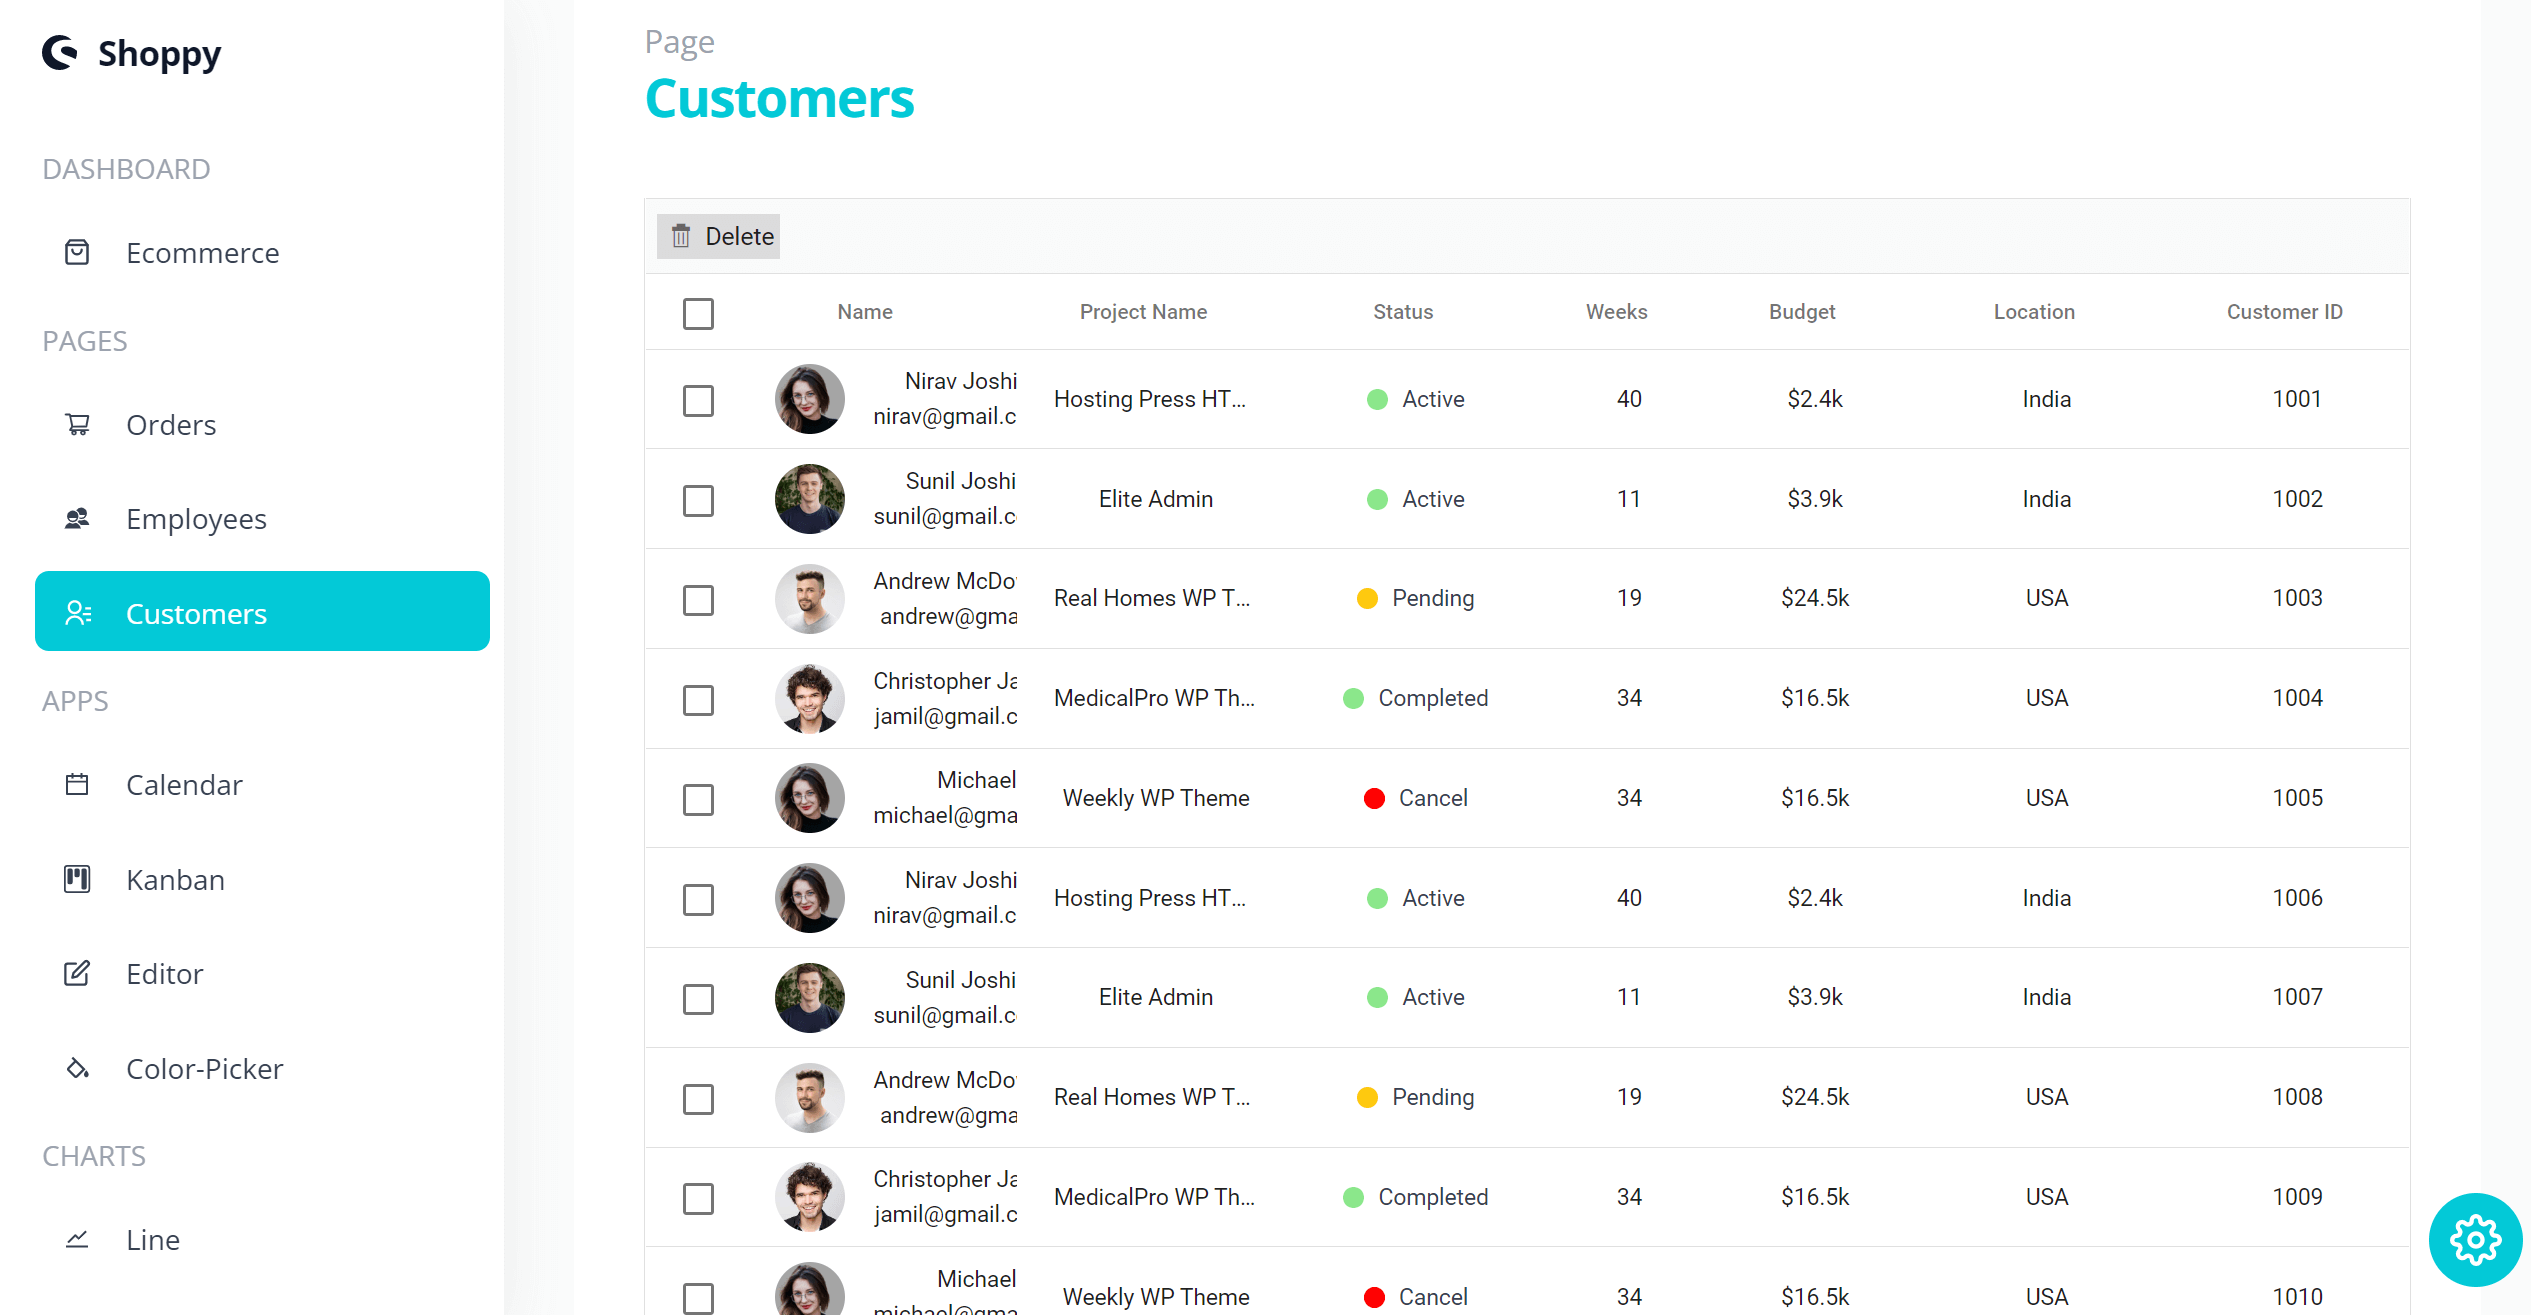 Shoppy
DASHBOARD
Ecommerce
PAGES
Orders
Employees
Customers
APPS
Calendar
Kanban
Editor
Color-Picker
CHARTS
Line
Page
Customers
Delete
Name Project Name Status Weeks Budget Location Customer ID
Nirav Joshi
nirav@gmail.c
Hosting Press HT... Active 40 $2.4k India 1001
Sunil Joshi
sunil@gmail.c
Elite Admin Active 11 $3.9k India 1002
Andrew McDo
andrew@gma
Real Homes WP T... Pending 19 $24.5k USA 1003
Christopher Ja
jamil@gmail.c
MedicalPro WP Th... Completed 34 $16.5k USA 1004
Michael
michael@gma
Weekly WP Theme Cancel 34 $16.5k USA 1005
Nirav Joshi
nirav@gmail.c
Hosting Press HT... Active 40 $2.4k India 1006
Sunil Joshi
sunil@gmail.c
Elite Admin Active 11 $3.9k India 1007
Andrew McDo
andrew@gma
Real Homes WP T... Pending 19 $24.5k USA 1008
Christopher Ja
jamil@gmail.c
MedicalPro WP Th... Completed 34 $16.5k USA 1009
Michael
michael@gma
Weekly WP Theme Cancel 34 $16.5k USA 1010